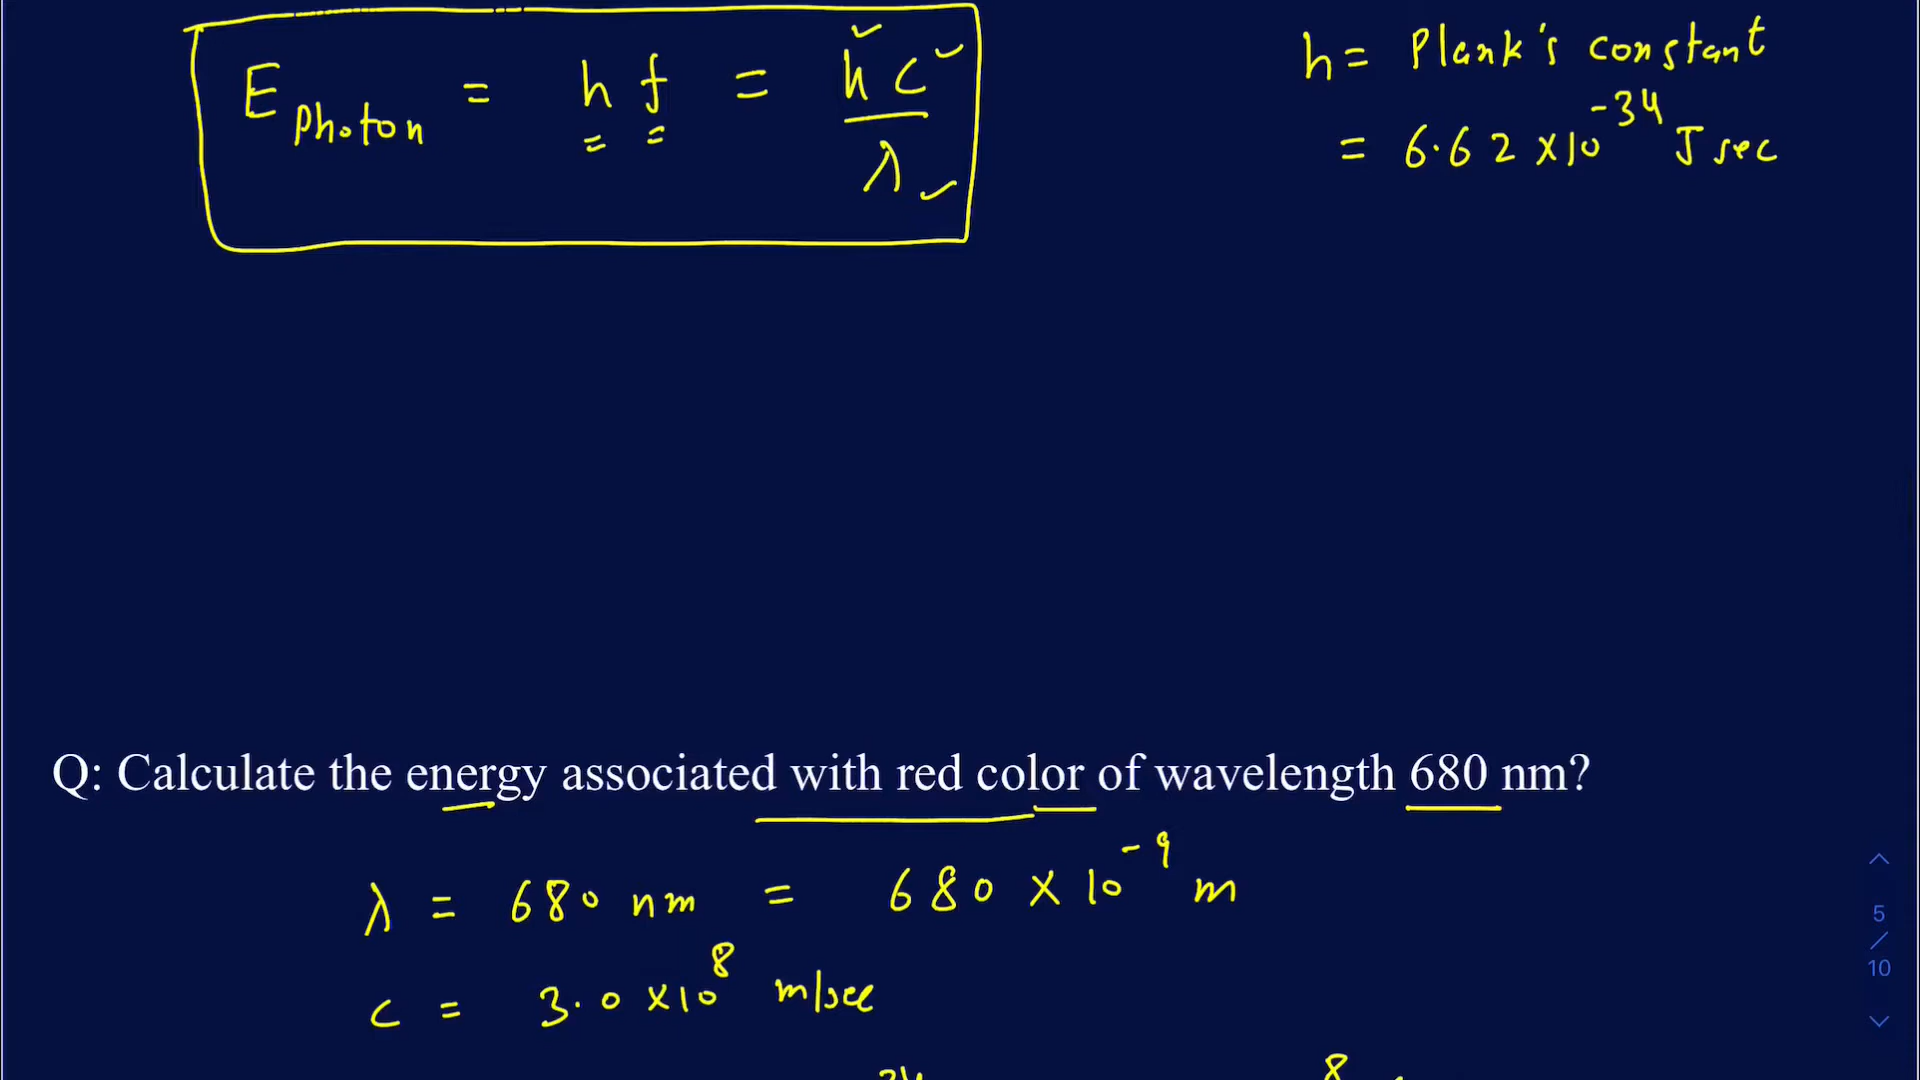 E Photon = h f = h c / λ
h = Plank's constant
= 6.62 x 10^-34 J sec
Q: Calculate the energy associated with red color of wavelength 680 nm?
λ = 680 nm = 680 x 10^-9 m
c = 3.0 x 10^8 m/sec
5
/
10
8